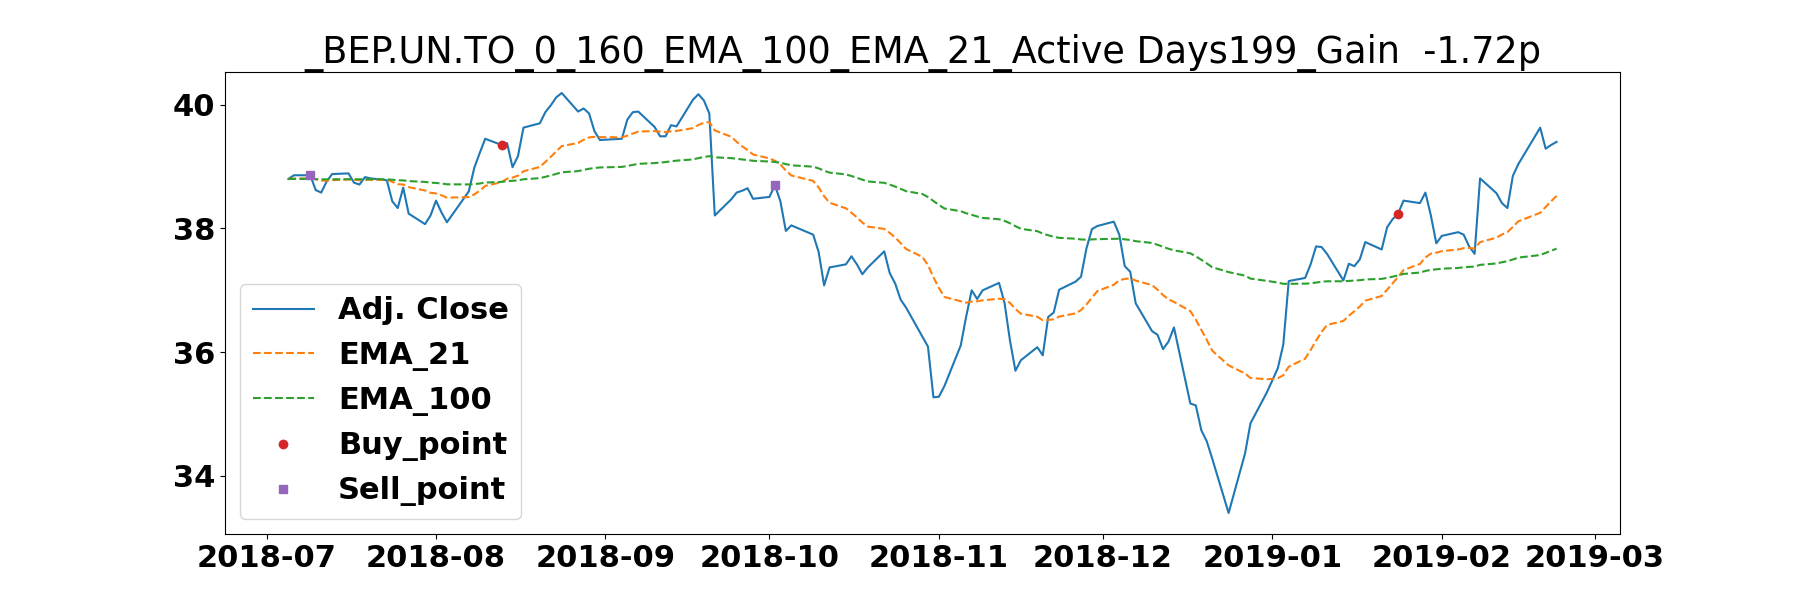 _BEP.UN.TO_0_160_EMA_100_EMA_21_Active Days199_Gain  -1.72p
40
38
36
34
Adj. Close
EMA_21
EMA_100
Buy_point
Sell_point
2018-07 2018-08 2018-09 2018-10 2018-11 2018-12 2019-01 2019-02 2019-03